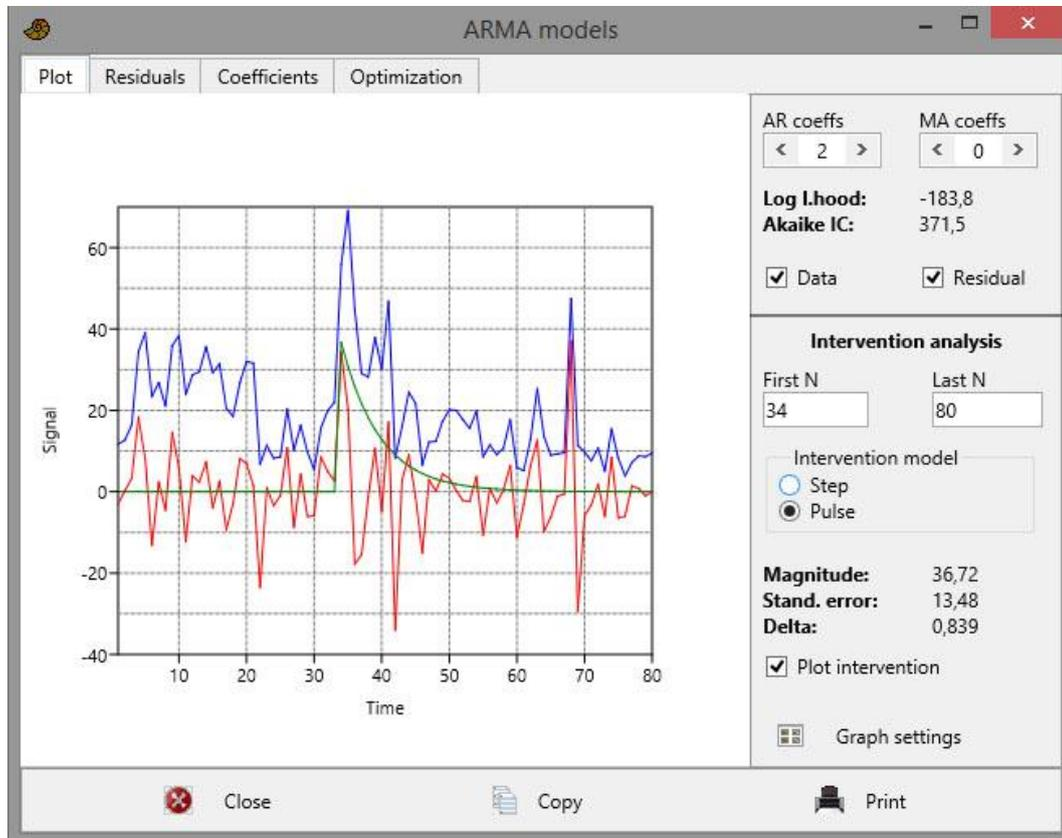 ARMA models
Plot Residuals Coefficients Optimization
AR coeffs MA coeffs
< 2 > < 0 >
Log l.hood: -183,8
Akaike IC: 371,5
Data Residual
Intervention analysis
First N Last N
34 80
Intervention model
Step
Pulse
Magnitude: 36,72
Stand. error: 13,48
Delta: 0,839
Plot intervention
Graph settings
Signal
60
40
20
0
-20
-40
10 20 30 40 50 60 70 80
Time
Close Copy Print